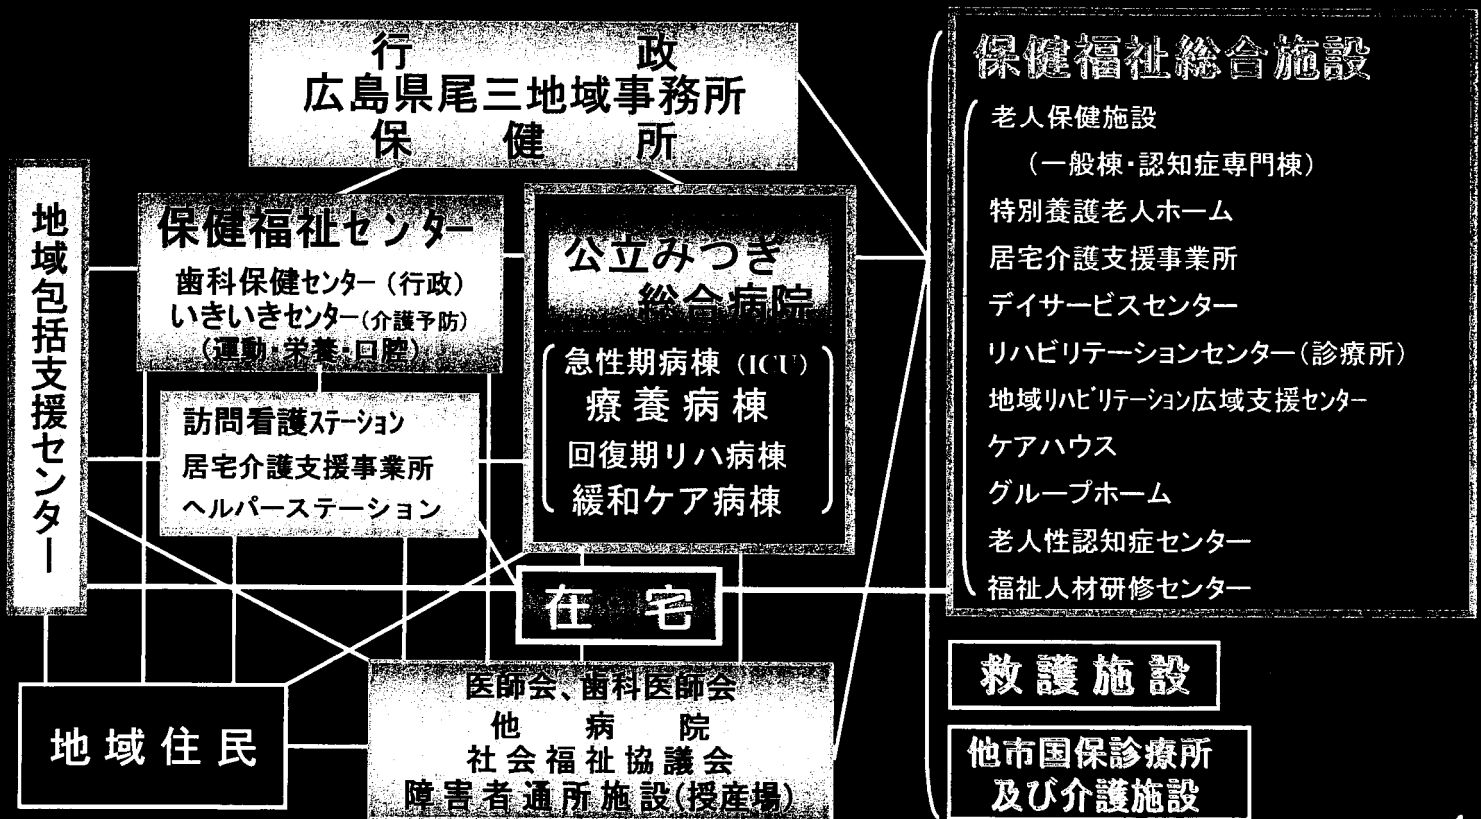 行政
広島県尾三地域事務所
保健所
地域包括支援センター
保健福祉センター
歯科保健センター(行政)
いきいきセンター(介護予防)
(運動・栄養・口腔)
訪問看護ステーション
居宅介護支援事業所
ヘルパーステーション
公立みつぎ
総合病院
急性期病棟(ICU)
療養病棟
回復期リハ病棟
緩和ケア病棟
在宅
地域住民
医師会、歯科医師会
他病院
社会福祉協議会
障害者通所施設(授産場)
保健福祉総合施設
老人保健施設
(一般棟・認知症専門棟)
特別養護老人ホーム
居宅介護支援事業所
デイサービスセンター
リハビリテーションセンター(診療所)
地域リハビリテーション広域支援センター
ケアハウス
グループホーム
老人性認知症センター
福祉人材研修センター
救護施設
他市国保診療所
及び介護施設